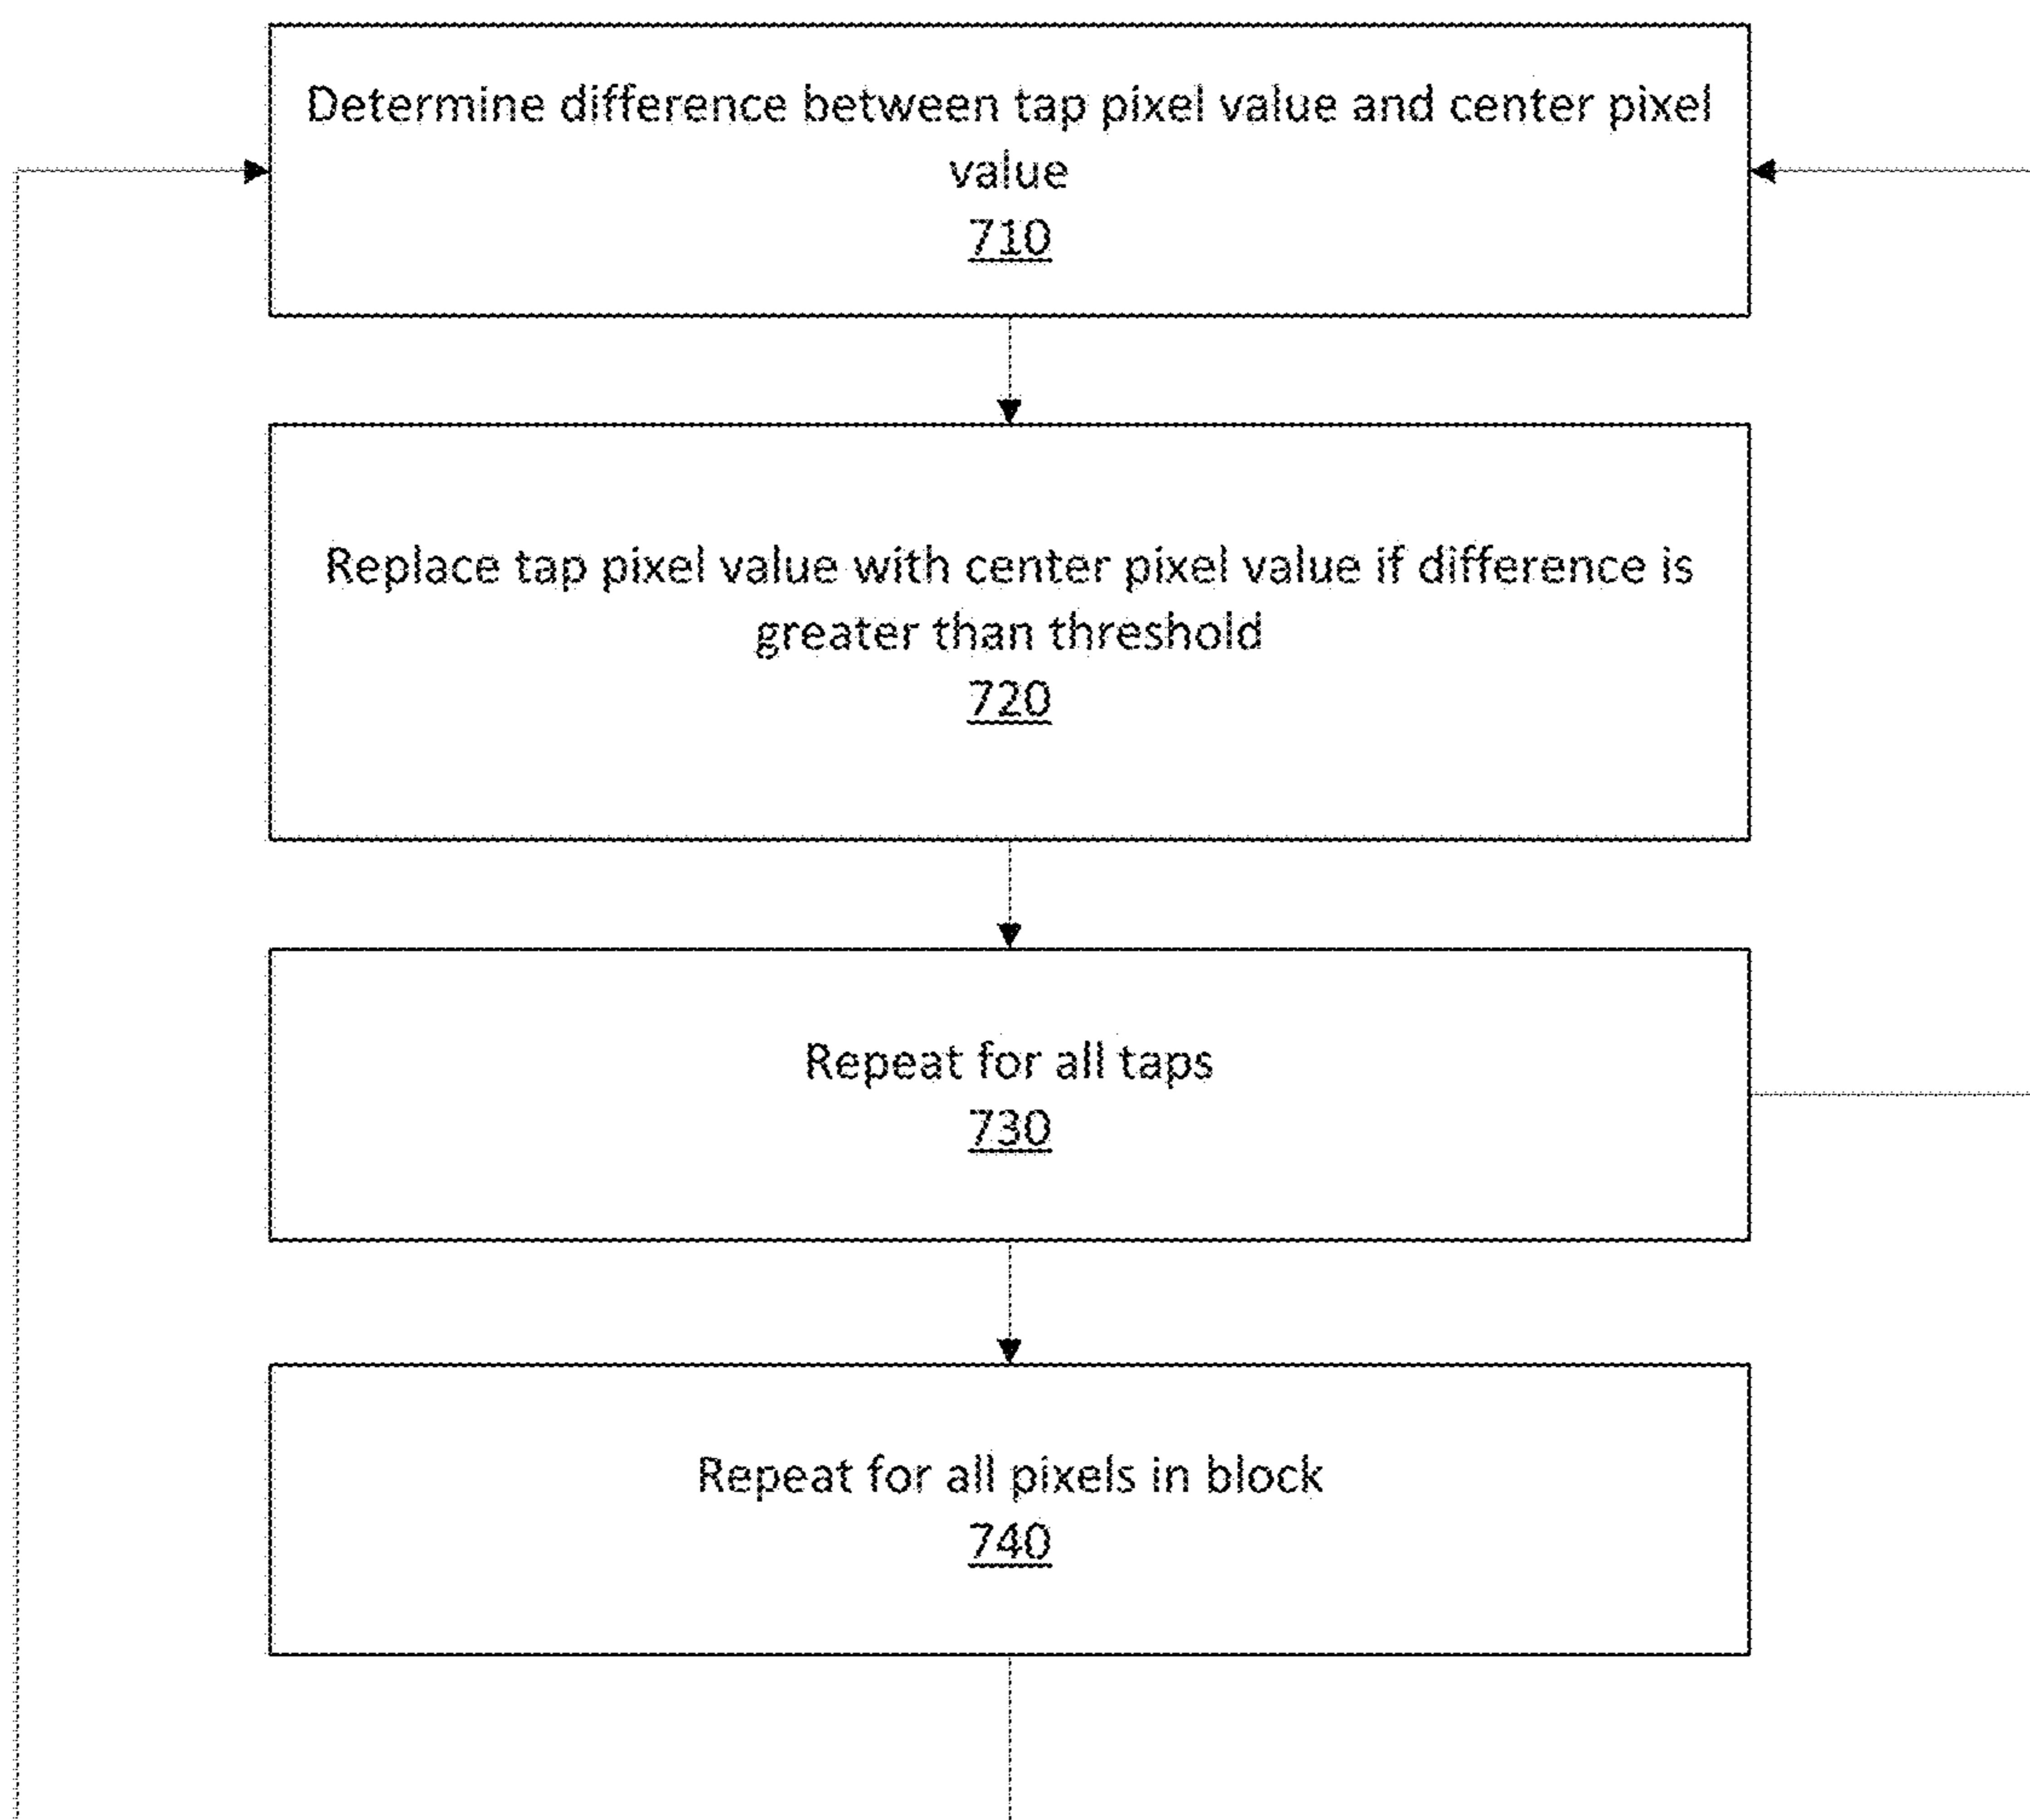 Determine difference between tap pixel value and center pixel
value
710
Replace tap pixel value with center pixel value if difference is
greater than threshold
720
Repeat for all taps
730
Repeat for all pixels in block
740